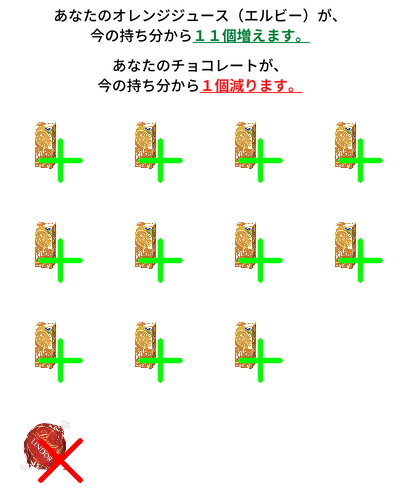 あなたのオレンジジュース（エルビー）が、
今の持ち分から１１個増えます。
あなたのチョコレートが、
今の持ち分から１個減ります。
LINDOR